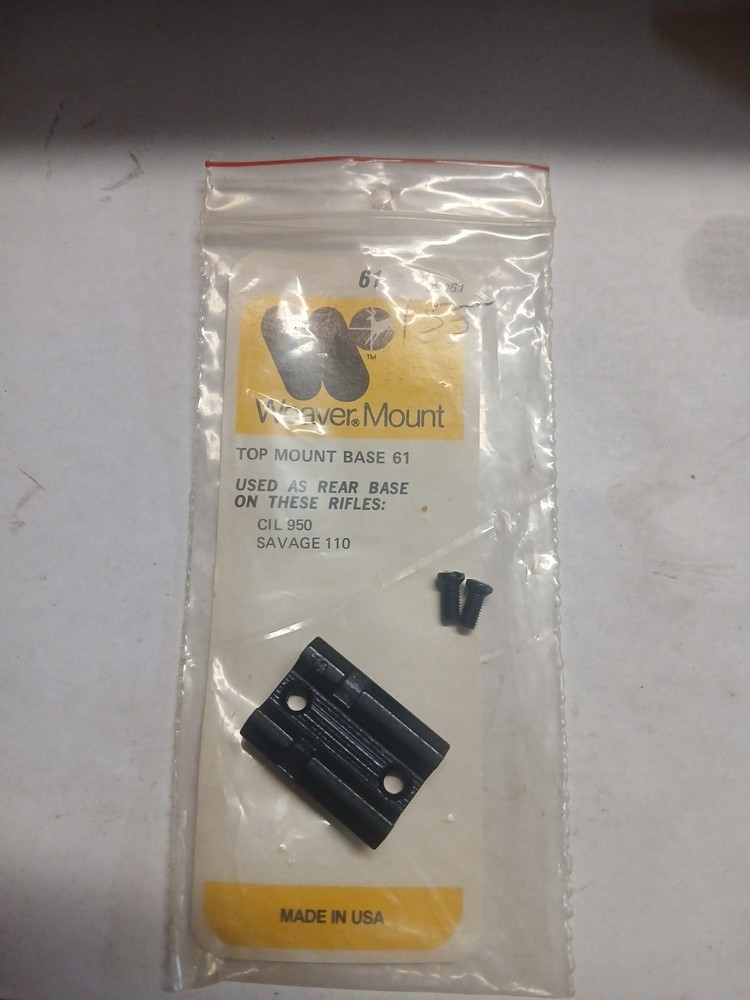 61
Weaver® Mount
TM
TOP MOUNT BASE 61
USED AS REAR BASE
ON THESE RIFLES:
CIL 950
SAVAGE 110
MADE IN USA